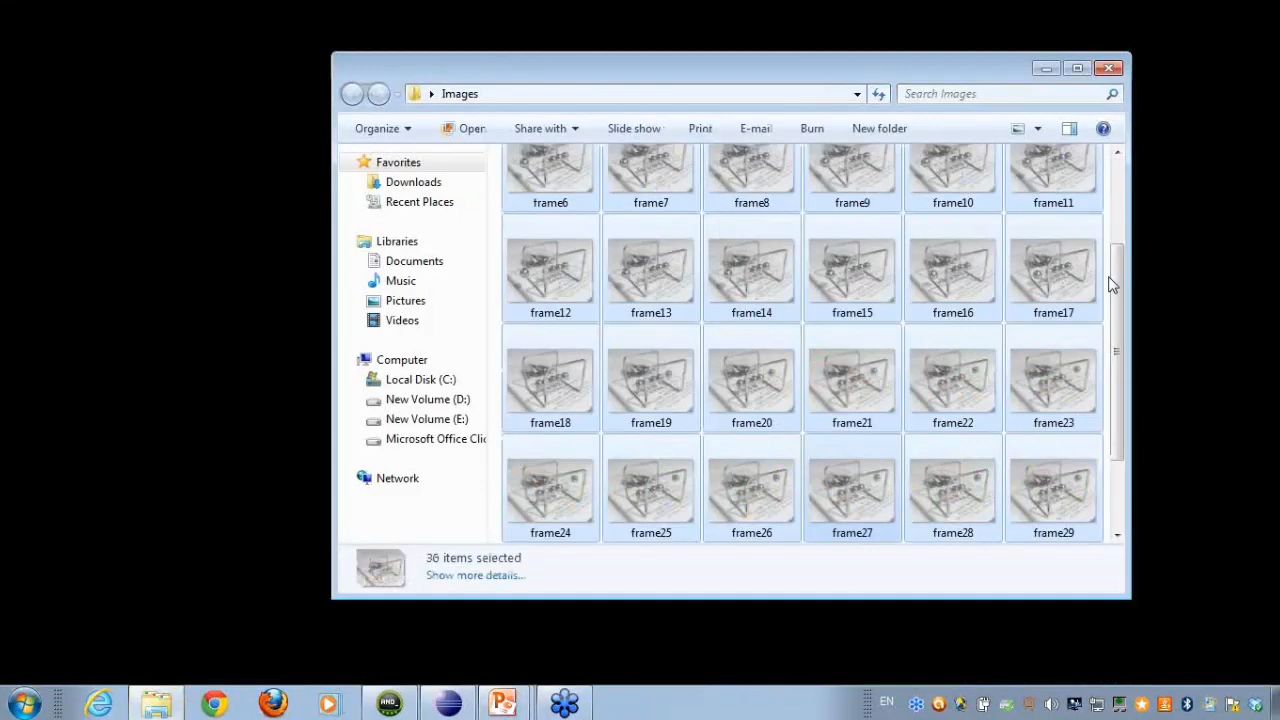 Images
Search Images
Organize
Open
Share with
Slide show
Print
E-mail
Burn
New folder
Favorites
Downloads
Recent Places
Libraries
Documents
Music
Pictures
Videos
Computer
Local Disk (C:)
New Volume (D:)
New Volume (E:)
Microsoft Office Clic
Network
frame6 frame7 frame8 frame9 frame10 frame11
frame12 frame13 frame14 frame15 frame16 frame17
frame18 frame19 frame20 frame21 frame22 frame23
frame24 frame25 frame26 frame27 frame28 frame29
36 items selected
Show more details...
EN